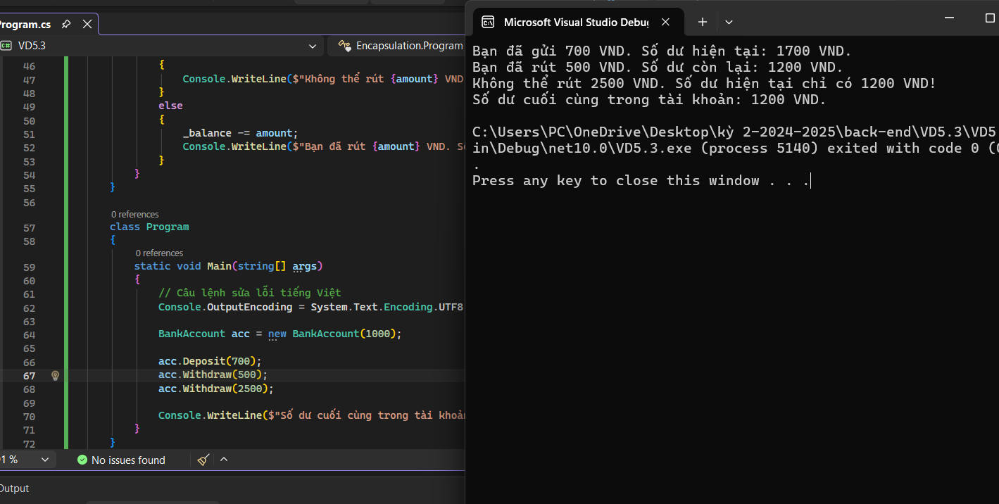 Program.cs
VD5.3
Encapsulation.Program
46 {
47 Console.WriteLine($"Không thể rút {amount} VND
48 }
49 else
50 {
51 _balance -= amount;
52 Console.WriteLine($"Bạn đã rút {amount} VND. Số
53 }
54 }
55 }
56
0 references
57 class Program
58 {
0 references
59 static void Main(string[] args)
60 {
61 // Câu lệnh sửa lỗi tiếng Việt
62 Console.OutputEncoding = System.Text.Encoding.UTF8
63
64 BankAccount acc = new BankAccount(1000);
65
66 acc.Deposit(700);
67 acc.Withdraw(500);
68 acc.Withdraw(2500);
69
70 Console.WriteLine($"Số dư cuối cùng trong tài khoản
71 }
72 }
1 %
No issues found
Output
Microsoft Visual Studio Debug
Bạn đã gửi 700 VND. Số dư hiện tại: 1700 VND.
Bạn đã rút 500 VND. Số dư còn lại: 1200 VND.
Không thể rút 2500 VND. Số dư hiện tại chỉ có 1200 VND!
Số dư cuối cùng trong tài khoản: 1200 VND.
C:\Users\PC\OneDrive\Desktop\kỳ 2-2024-2025\back-end\VD5.3\VD5
in\Debug\net10.0\VD5.3.exe (process 5140) exited with code 0 (
.
Press any key to close this window . . .